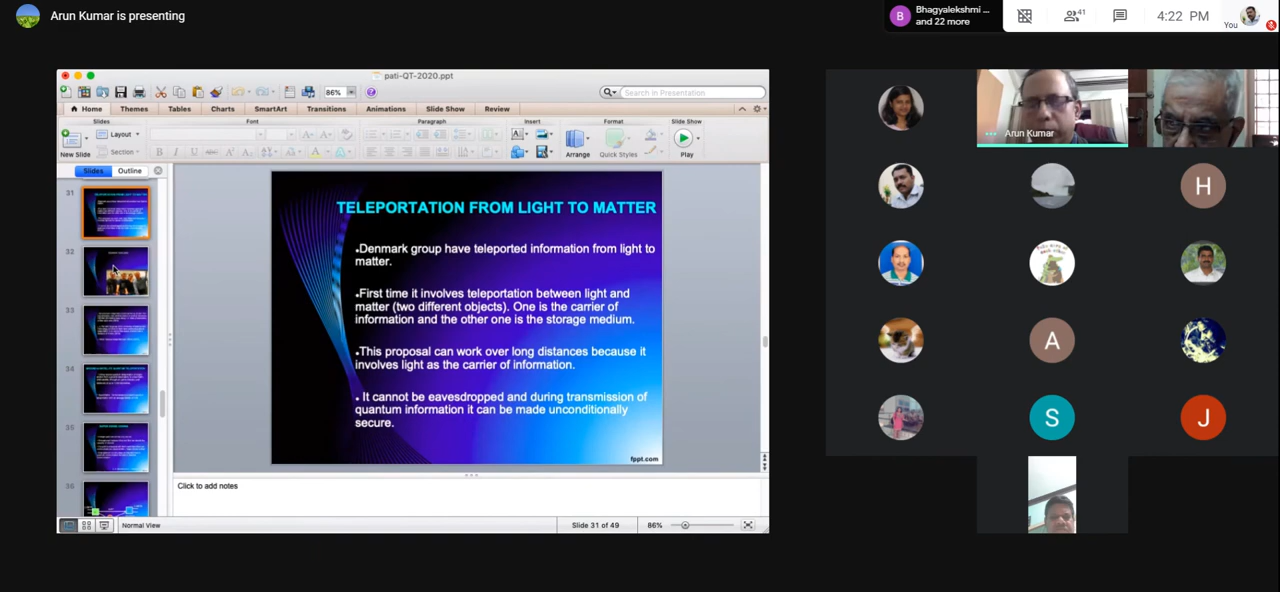 Arun Kumar is presenting
B
Bhagyalekshmi ...
and 22 more
41
4:22 PM
You
pati-QT-2020.ppt
86%
Search in Presentation
Home
Themes
Tables
Charts
SmartArt
Transitions
Animations
Slide Show
Review
Slides
Font
Paragraph
Insert
Format
Slide Show
New Slide
Layout
Section
B I U ABC
Arrange
Quick Styles
Play
Slides
Outline
31
32
33
34
35
36
TELEPORTATION FROM LIGHT TO MATTER
•Denmark group have teleported information from light to
matter.
•First time it involves teleportation between light and
matter (two different objects). One is the carrier of
information and the other one is the storage medium.
•This proposal can work over long distances because it
involves light as the carrier of information.
• It cannot be eavesdropped and during transmission of
quantum information it can be made unconditionally
secure.
fppt.com
Click to add notes
Normal View
Slide 31 of 49
86%
Arun Kumar
H
A
S
J